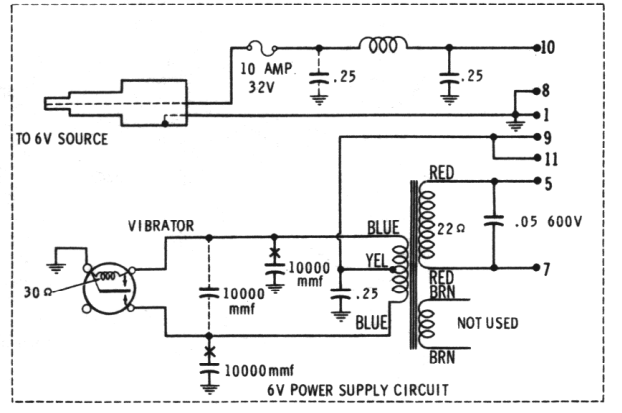 10
10 AMP.
32V
.25
.25
8
1
TO 6V SOURCE
9
11
RED
5
VIBRATOR
BLUE
22Ω
.05 600V
YEL
10000
mmf
30 Ω
10000
mmf
.25
RED
7
BRN
BLUE
NOT USED
BRN
10000mmf
6V POWER SUPPLY CIRCUIT